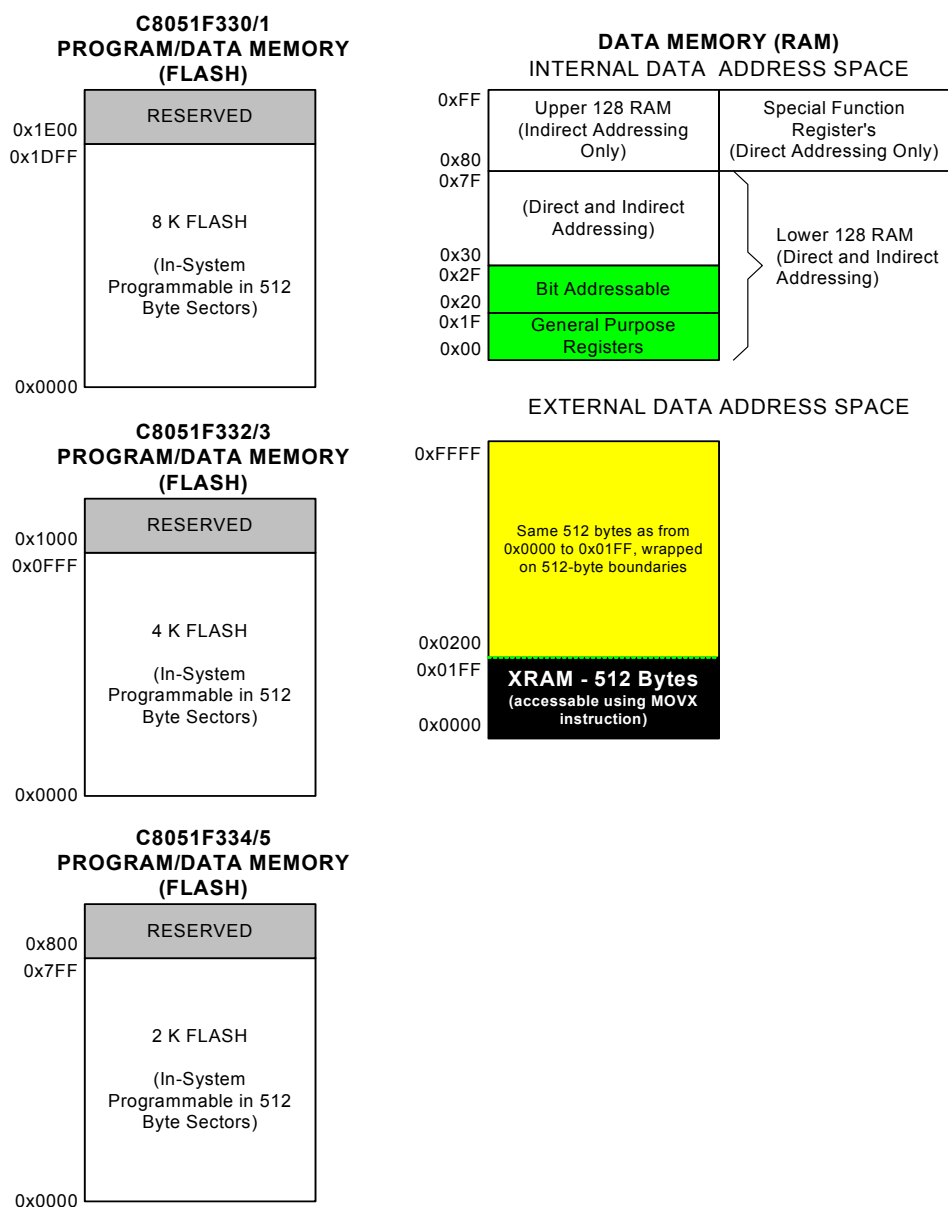 C8051F330/1
PROGRAM/DATA MEMORY
(FLASH)
RESERVED
0x1E00
0x1DFF
8 K FLASH
(In-System
Programmable in 512
Byte Sectors)
0x0000
C8051F332/3
PROGRAM/DATA MEMORY
(FLASH)
RESERVED
0x1000
0x0FFF
4 K FLASH
(In-System
Programmable in 512
Byte Sectors)
0x0000
C8051F334/5
PROGRAM/DATA MEMORY
(FLASH)
RESERVED
0x800
0x7FF
2 K FLASH
(In-System
Programmable in 512
Byte Sectors)
0x0000
DATA MEMORY (RAM)
INTERNAL DATA ADDRESS SPACE
0xFF
Upper 128 RAM
(Indirect Addressing
Only)
Special Function
Register's
(Direct Addressing Only)
0x80
0x7F
(Direct and Indirect
Addressing)
Lower 128 RAM
(Direct and Indirect
Addressing)
0x30
0x2F
Bit Addressable
0x20
0x1F
General Purpose
Registers
0x00
EXTERNAL DATA ADDRESS SPACE
0xFFFF
Same 512 bytes as from
0x0000 to 0x01FF, wrapped
on 512-byte boundaries
0x0200
0x01FF
XRAM - 512 Bytes
(accessable using MOVX
instruction)
0x0000